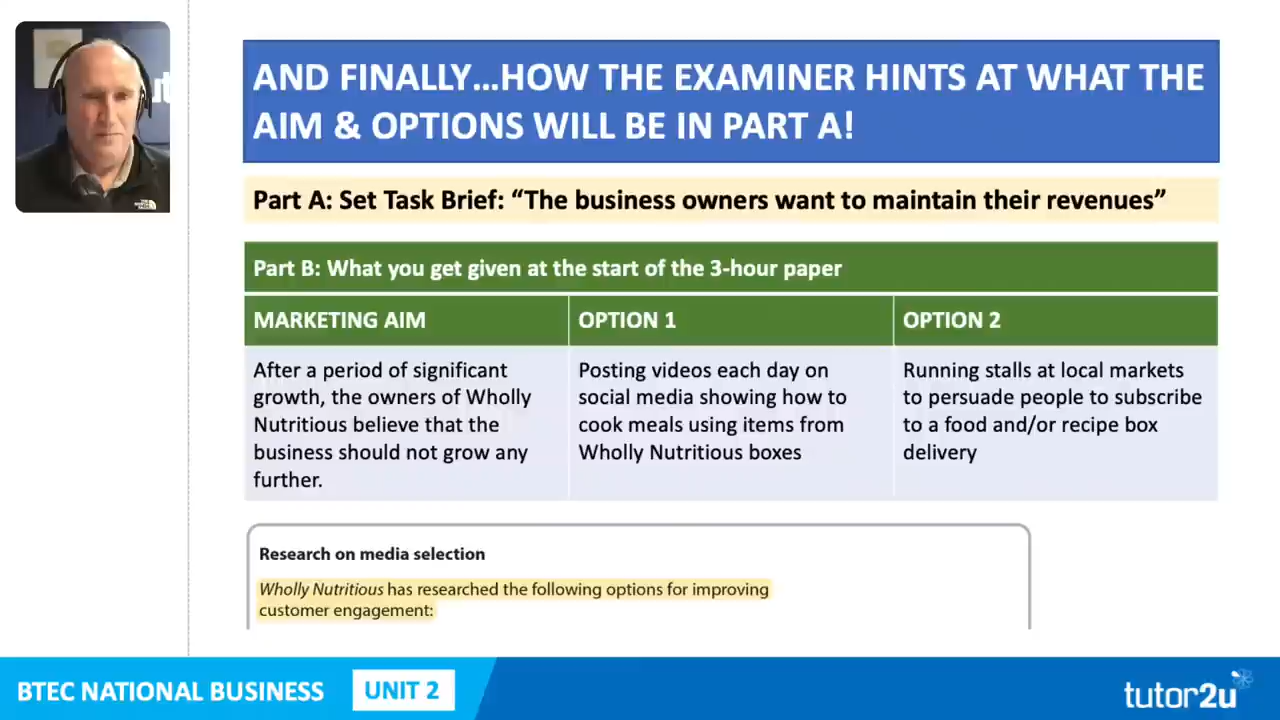 AND FINALLY...HOW THE EXAMINER HINTS AT WHAT THE
AIM & OPTIONS WILL BE IN PART A!
Part A: Set Task Brief: “The business owners want to maintain their revenues”
Part B: What you get given at the start of the 3-hour paper
MARKETING AIM
After a period of significant
growth, the owners of Wholly
Nutritious believe that the
business should not grow any
further.
OPTION 1
Posting videos each day on
social media showing how to
cook meals using items from
Wholly Nutritious boxes
OPTION 2
Running stalls at local markets
to persuade people to subscribe
to a food and/or recipe box
delivery
Research on media selection
Wholly Nutritious has researched the following options for improving
customer engagement:
BTEC NATIONAL BUSINESS
UNIT 2
tutor2u